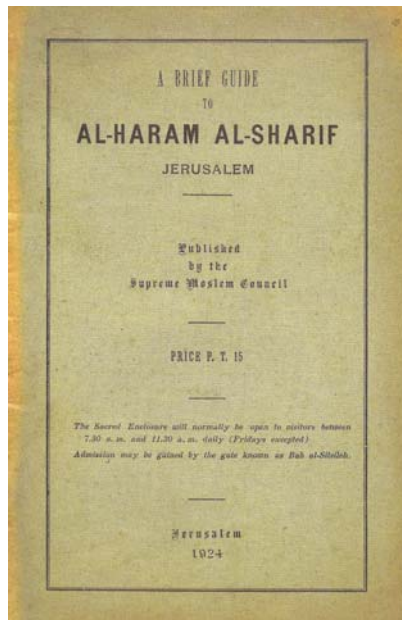 A BRIEF GUIDE
TO
AL-HARAM AL-SHARIF
JERUSALEM
Published
by the
Supreme Moslem Council
PRICE P. T. 15
The Sacred Enclosure will normally be open to visitors between
7.30 a. m. and 11.30 a. m. daily (Fridays excepted)
Admission may be gained by the gate known as Bab al-Silsileh.
Jerusalem
1924